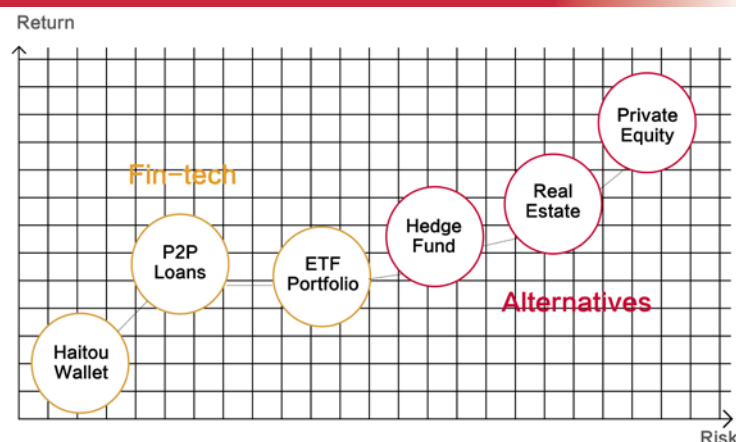 Return
Private
Equity
Fin-tech
Real
Estate
Hedge
Fund
P2P
Loans
ETF
Portfolio
Alternatives
Haitou
Wallet
Risk